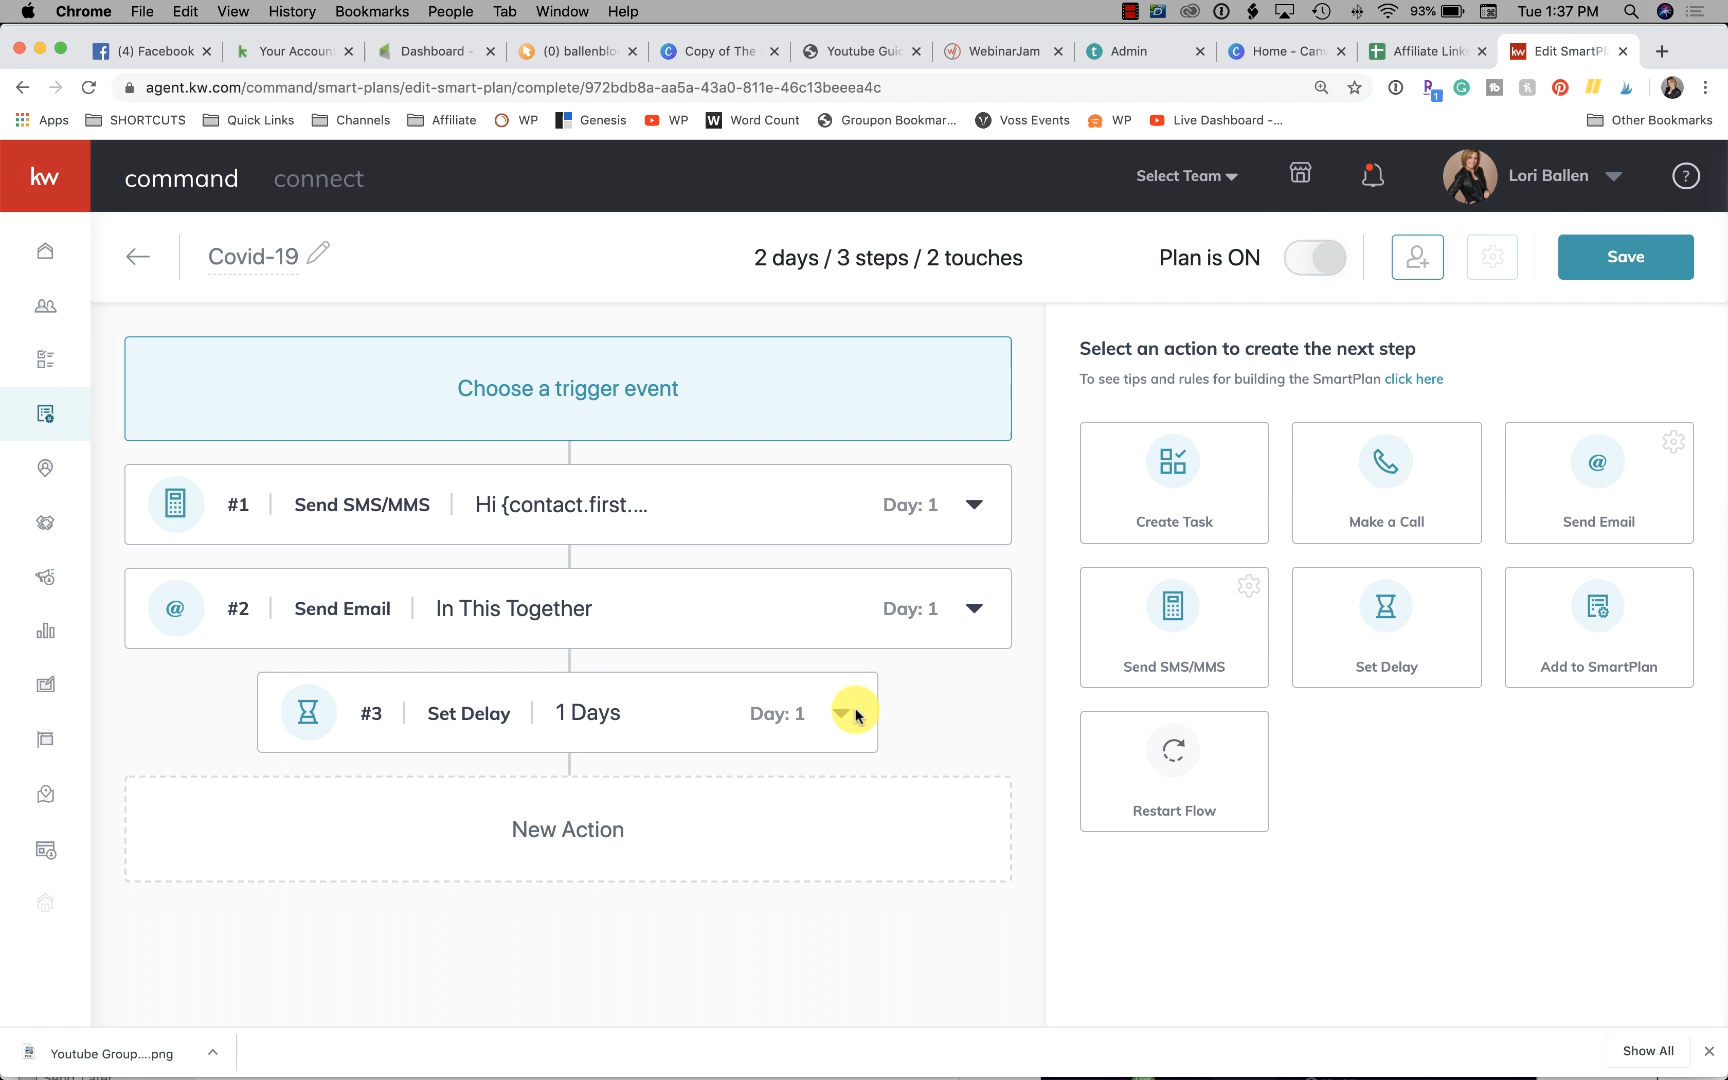 Chrome File Edit View History Bookmarks People Tab Window Help 93% Tue 1:37 PM
(4) Facebook Your Accoun Dashboard - (0) ballenblo Copy of The Youtube Guid WebinarJam Admin Home - Canv Affiliate Link Edit SmartPl
agent.kw.com/command/smart-plans/edit-smart-plan/complete/972bdb8a-aa5a-43a0-811e-46c13beeea4c
Apps SHORTCUTS Quick Links Channels Affiliate WP Genesis WP Word Count Groupon Bookmar... Voss Events WP Live Dashboard -... Other Bookmarks
kw command connect Select Team Lori Ballen
Covid-19 2 days / 3 steps / 2 touches Plan is ON Save
Choose a trigger event
#1 Send SMS/MMS Hi {contact.first.... Day: 1
#2 Send Email In This Together Day: 1
#3 Set Delay 1 Days Day: 1
New Action
Select an action to create the next step
To see tips and rules for building the SmartPlan click here
Create Task Make a Call Send Email
Send SMS/MMS Set Delay Add to SmartPlan
Restart Flow
Youtube Group....png Show All